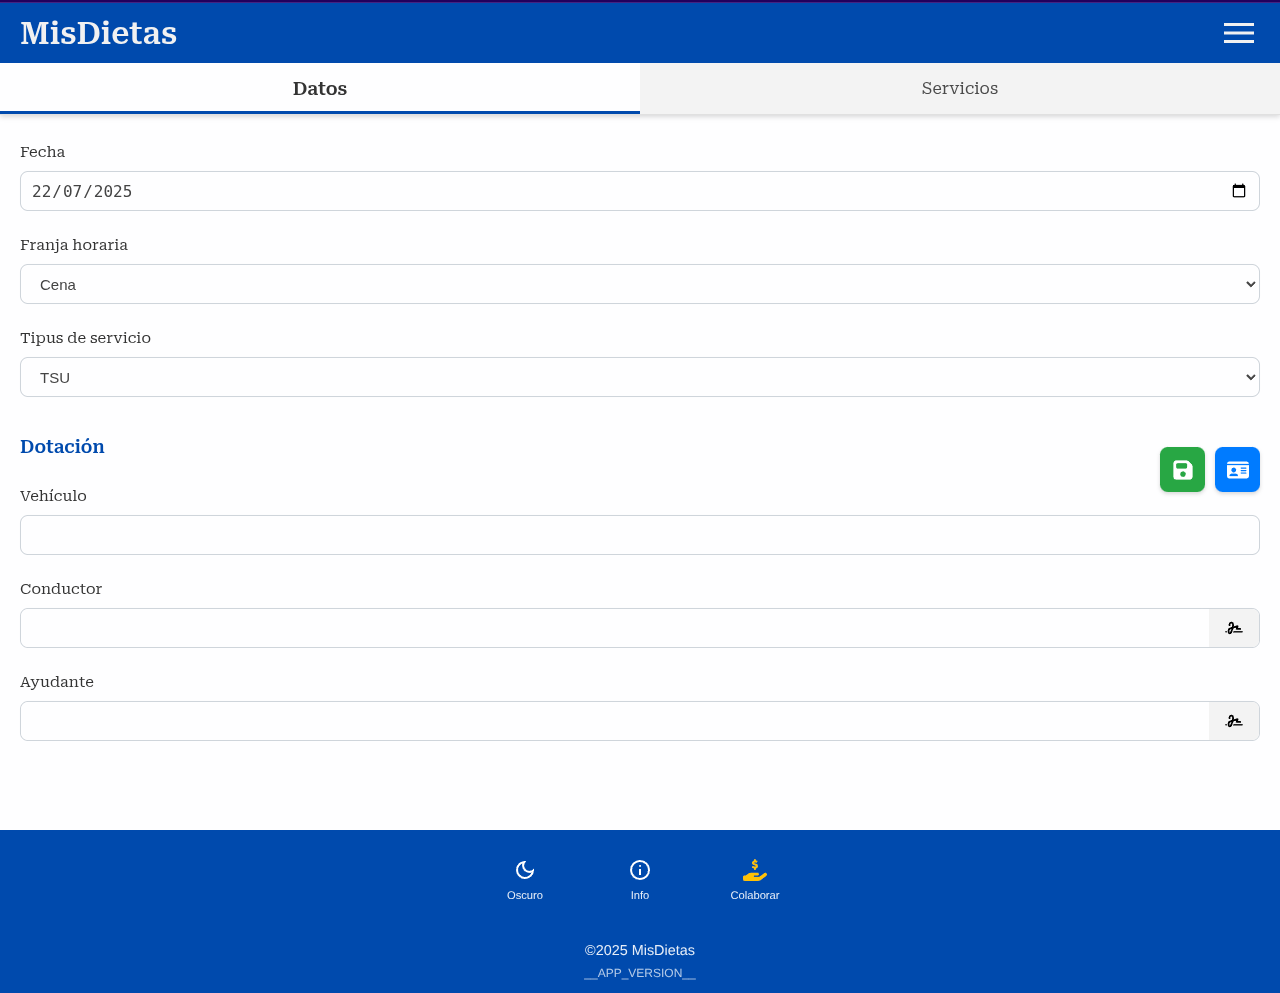 MisDietas
Datos
Servicios
Fecha
22/07/2025
Franja horaria
Cena
Tipus de servicio
TSU
Dotación
Vehículo
Conductor
Ayudante
Oscuro
Info
Colaborar
©2025 MisDietas
__APP_VERSION__